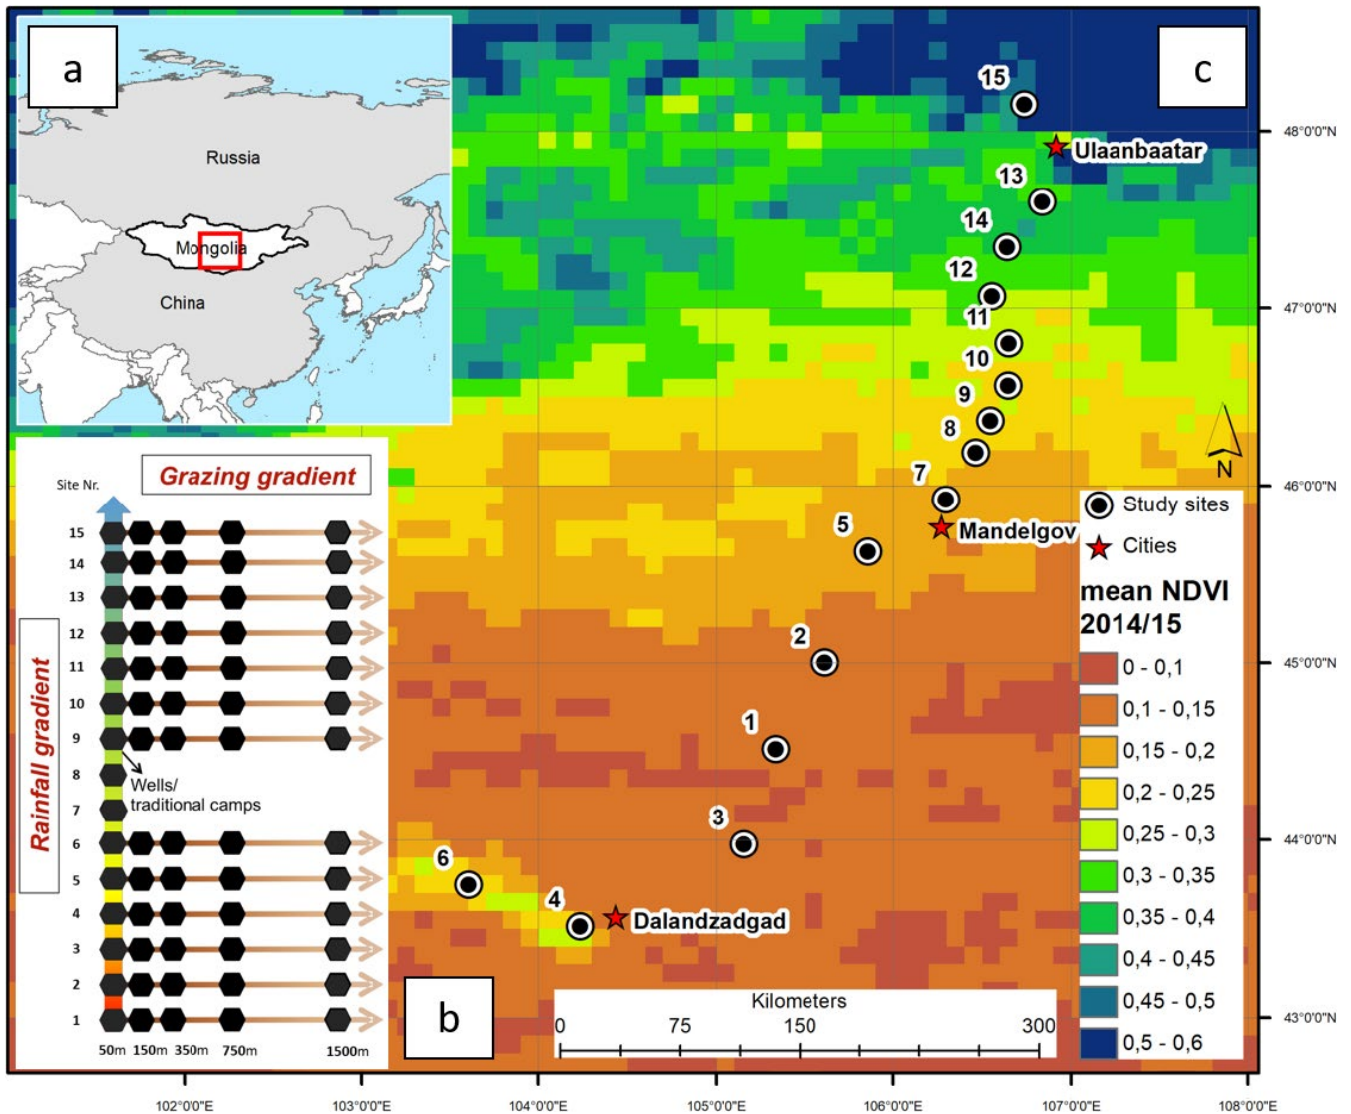 a
Russia
Mongolia
China
c
15
48°0'0"N
Ulaanbaatar
13
14
12
47°0'0"N
11
10
9
8
7
46°0'0"N
5
Mandelgov
2
45°0'0"N
1
3
44°0'0"N
6
4
Dalandzadgad
43°0'0"N
N
Study sites
Cities
mean NDVI
2014/15
0 - 0,1
0,1 - 0,15
0,15 - 0,2
0,2 - 0,25
0,25 - 0,3
0,3 - 0,35
0,35 - 0,4
0,4 - 0,45
0,45 - 0,5
0,5 - 0,6
Grazing gradient
Site Nr.
15
14
13
12
11
10
9
8
7
6
5
4
3
2
1
Rainfall gradient
Wells/
traditional camps
50m 150m 350m 750m 1500m
b
Kilometers
0 75 150 300
102°0'0"E 103°0'0"E 104°0'0"E 105°0'0"E 106°0'0"E 107°0'0"E 108°0'0"E